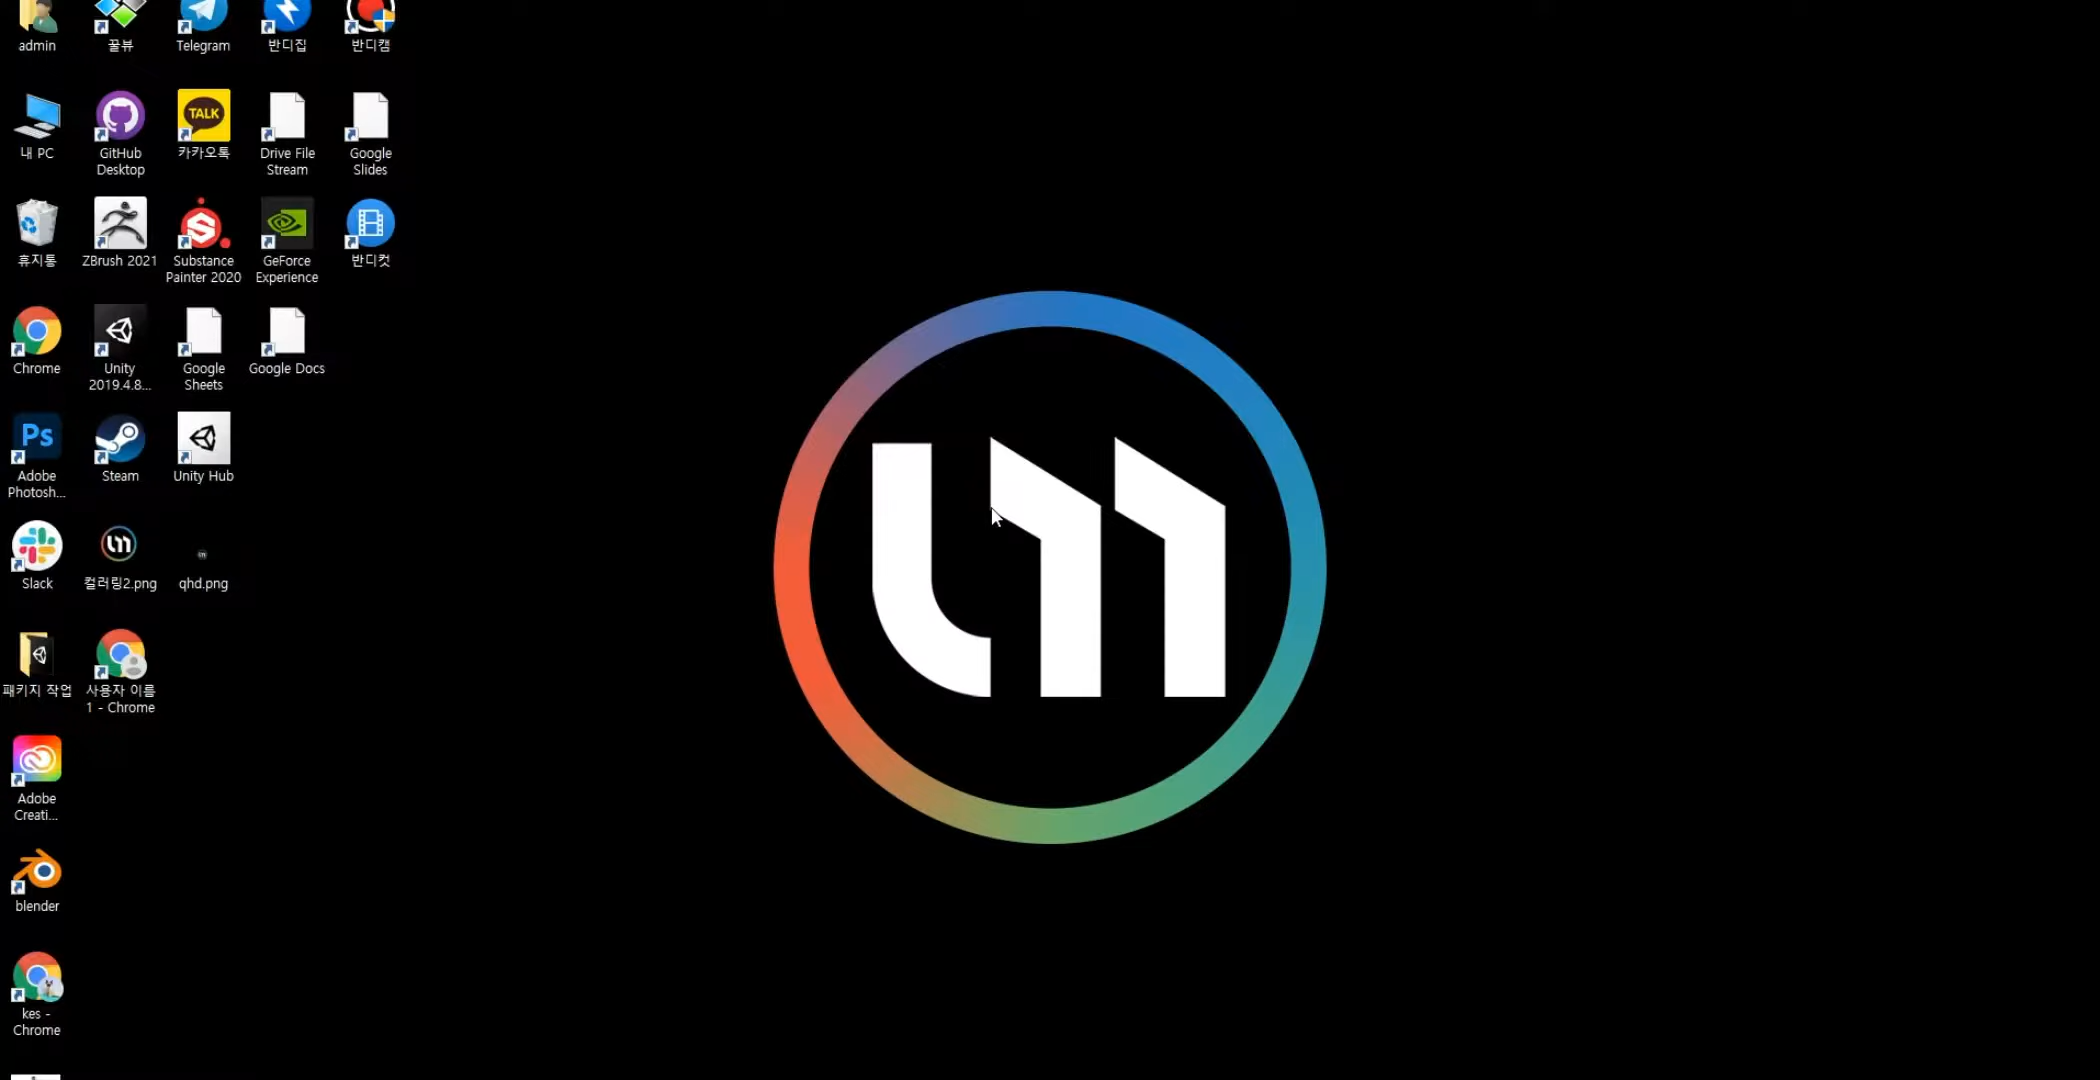 admin
꿀뷰
Telegram
반디집
반디캠
내 PC
GitHub
Desktop
TALK
카카오톡
Drive File
Stream
Google
Slides
휴지통
ZBrush 2021
Substance
Painter 2020
GeForce
Experience
반디컷
Chrome
Unity
2019.4.8...
Google
Sheets
Google Docs
Ps
Adobe
Photosh...
Steam
Unity Hub
Slack
컬러링2.png
qhd.png
패키지 작업
사용자 이름
1 - Chrome
Adobe
Creati...
blender
kes -
Chrome